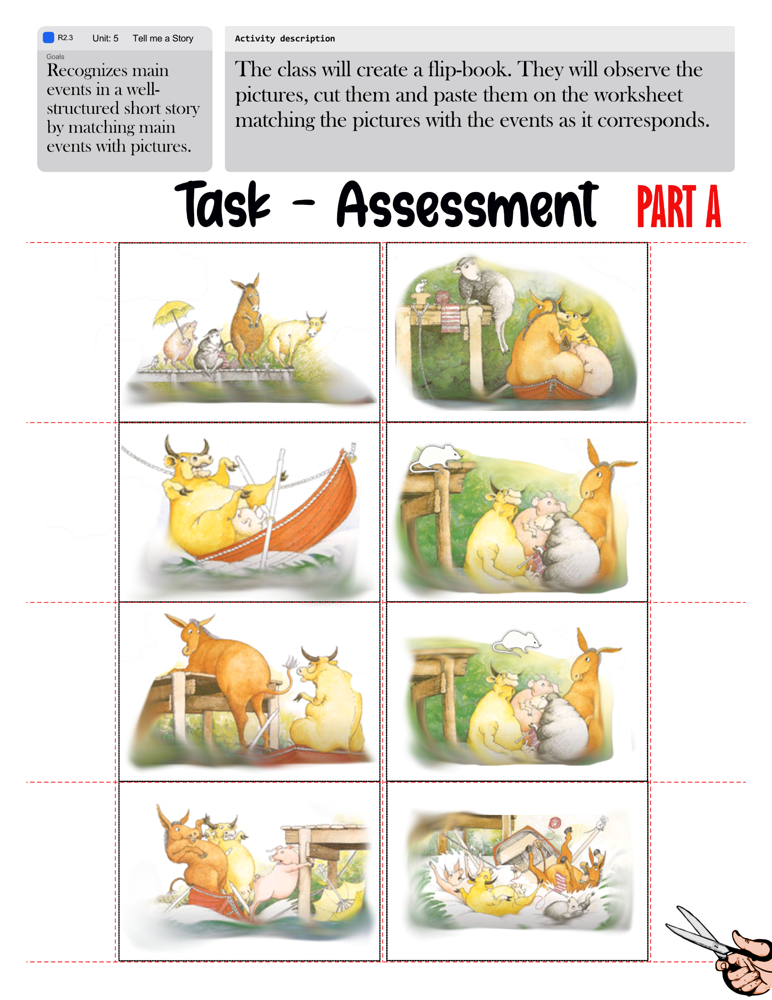 R2.3 Unit: 5 Tell me a Story
Goals
Recognizes main
events in a well-
structured short story
by matching main
events with pictures.
Activity description
The class will create a flip-book. They will observe the
pictures, cut them and paste them on the worksheet
matching the pictures with the events as it corresponds.
Task - Assessment PART A